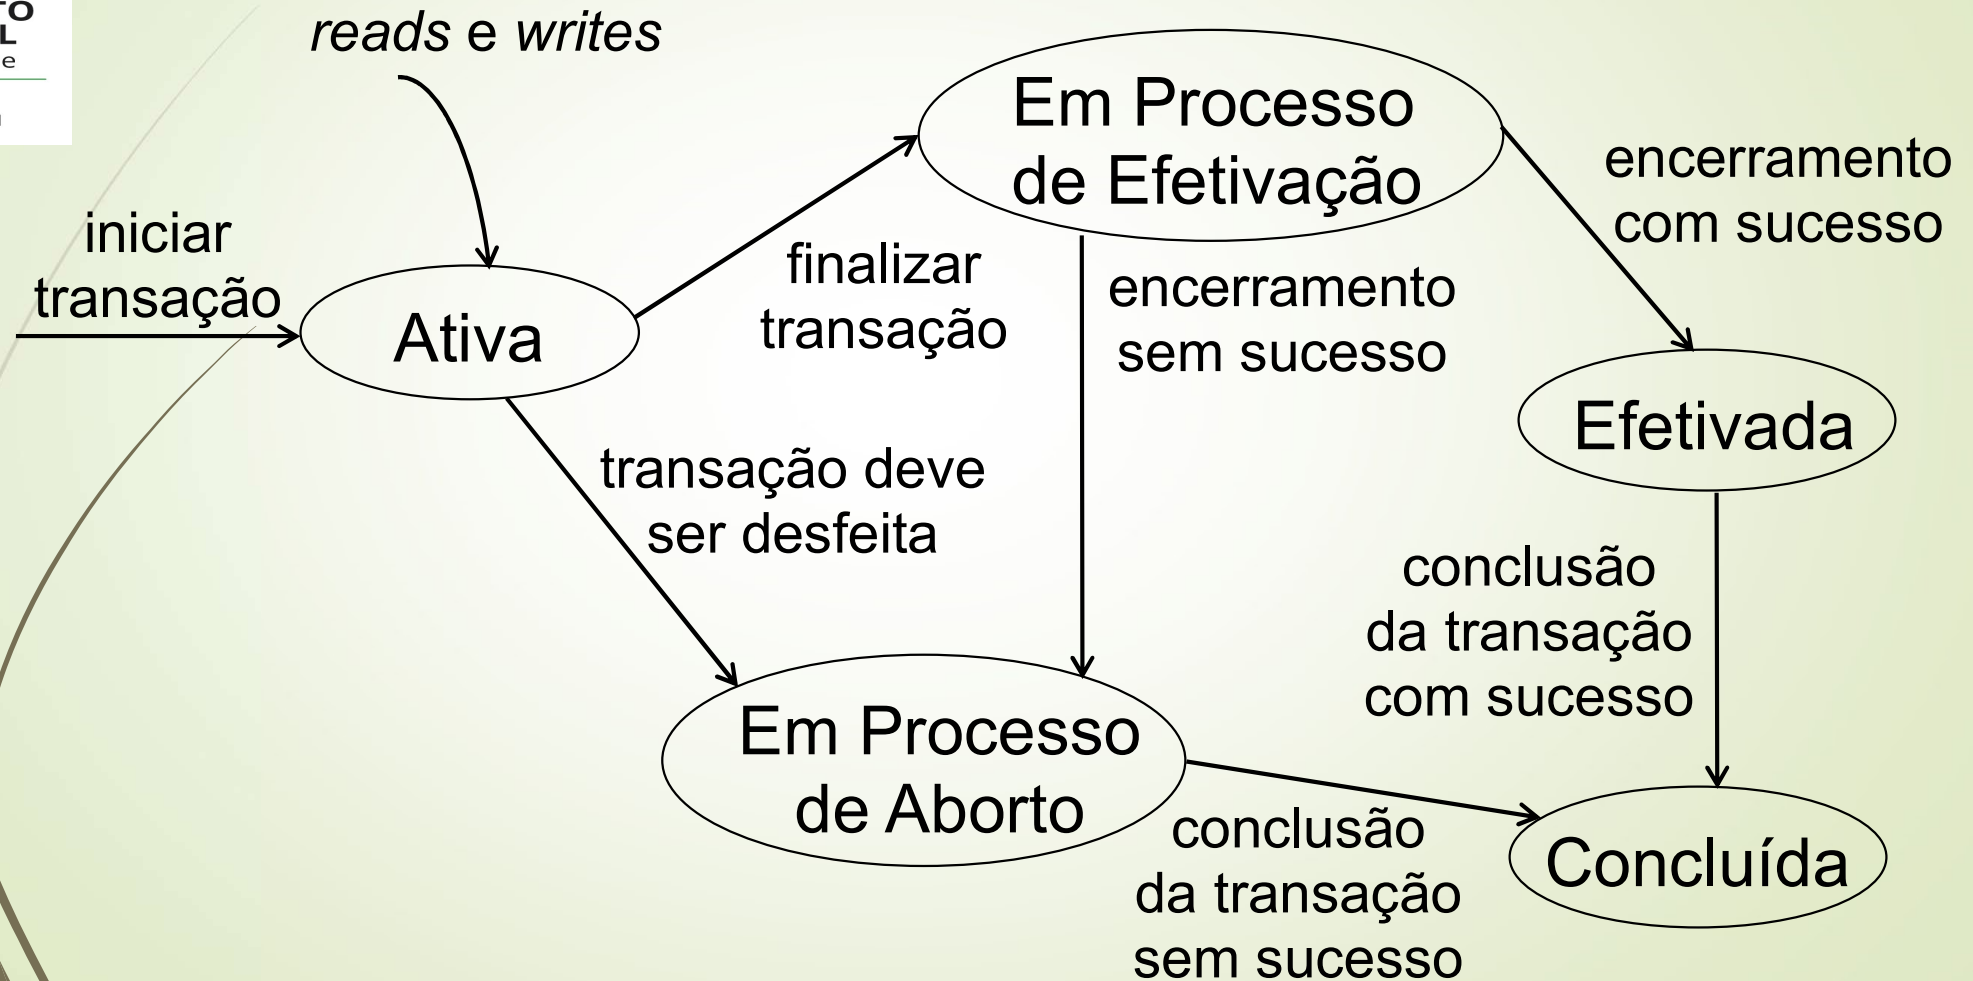 TO
L
e
reads e writes
Em Processo
de Efetivação
encerramento
com sucesso
iniciar
transação
finalizar
transação
encerramento
sem sucesso
Ativa
Efetivada
transação deve
ser desfeita
conclusão
da transação
com sucesso
Em Processo
de Aborto
conclusão
da transação
sem sucesso
Concluída